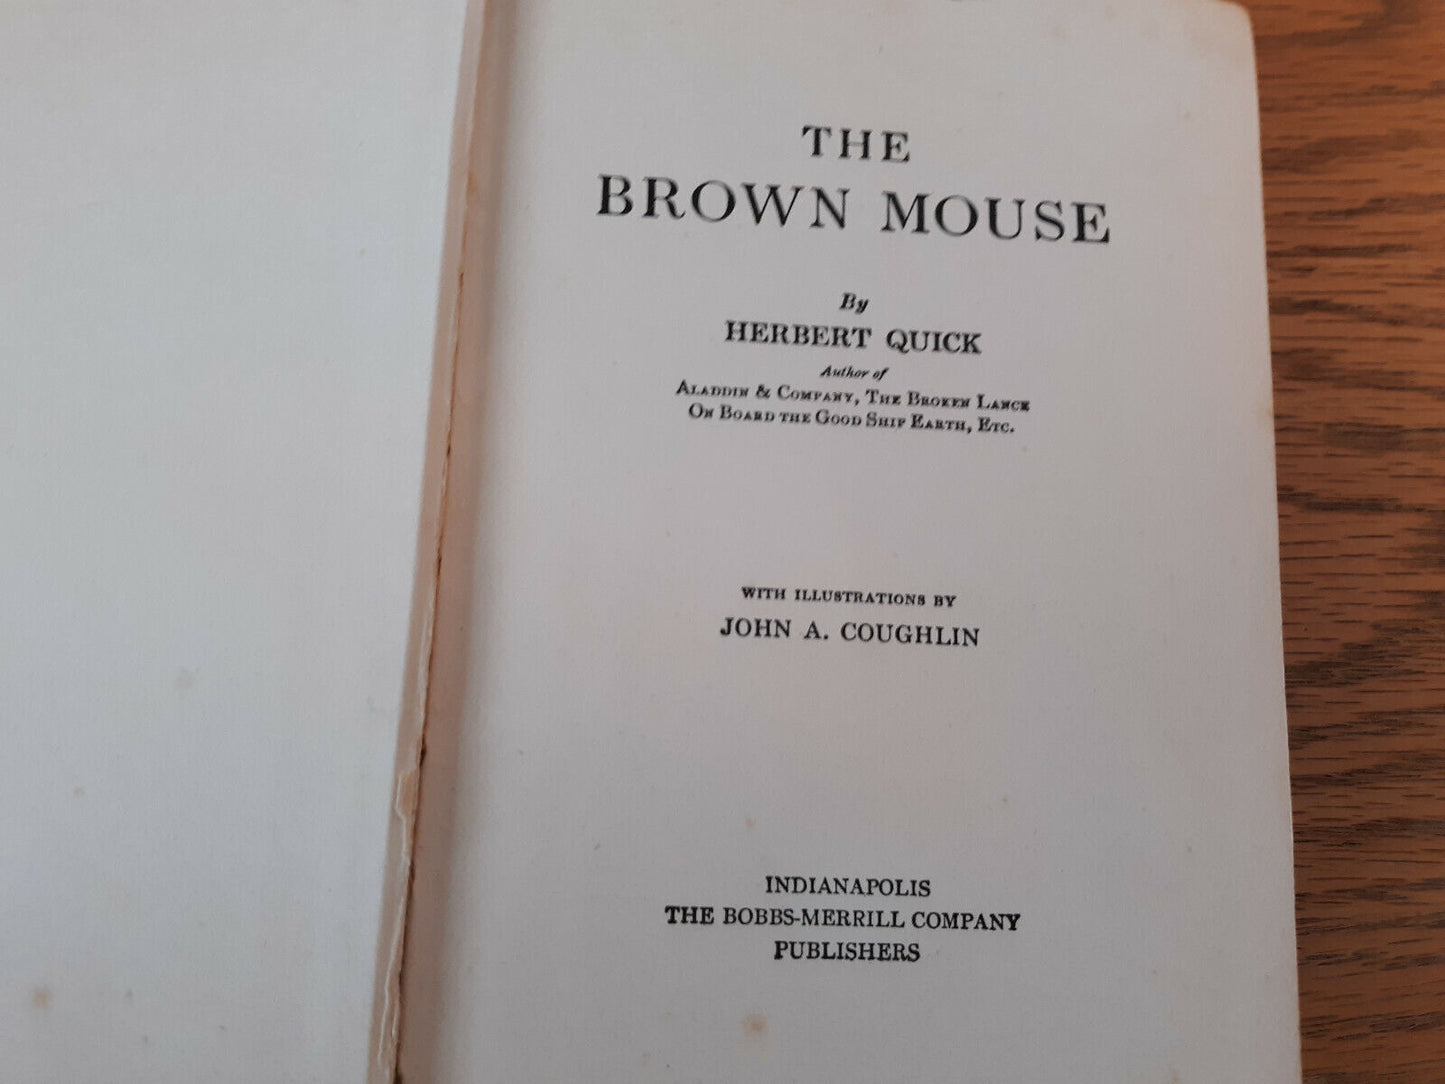 THE
BROWN MOUSE
By
HERBERT QUICK
Author of
ALADDIN & COMPANY, THE BROKEN LANCE
ON BOARD THE GOOD SHIP EARTH, ETC.
WITH ILLUSTRATIONS BY
JOHN A. COUGHLIN
INDIANAPOLIS
THE BOBBS-MERRILL COMPANY
PUBLISHERS